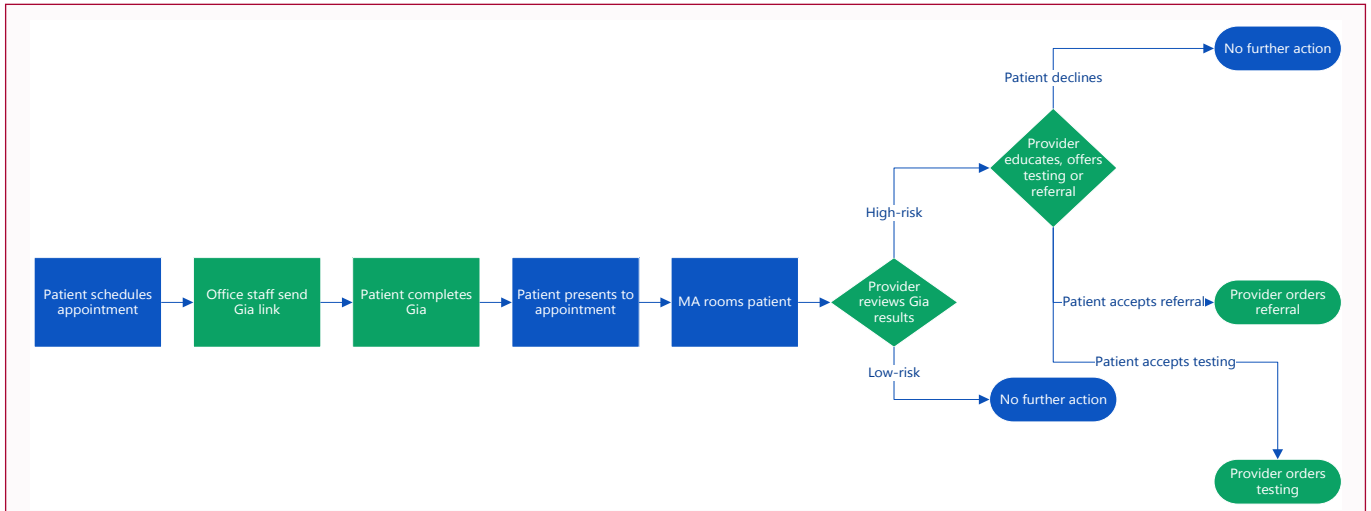 No further action
Patient declines
Provider
educates, offers
testing or
referral
High-risk
Patient schedules
appointment
Office staff send
Gia link
Patient completes
Gia
Patient presents to
appointment
MA rooms patient
Provider
reviews Gia
results
Patient accepts referral
Provider orders
referral
Patient accepts testing
Low-risk
No further action
Provider orders
testing